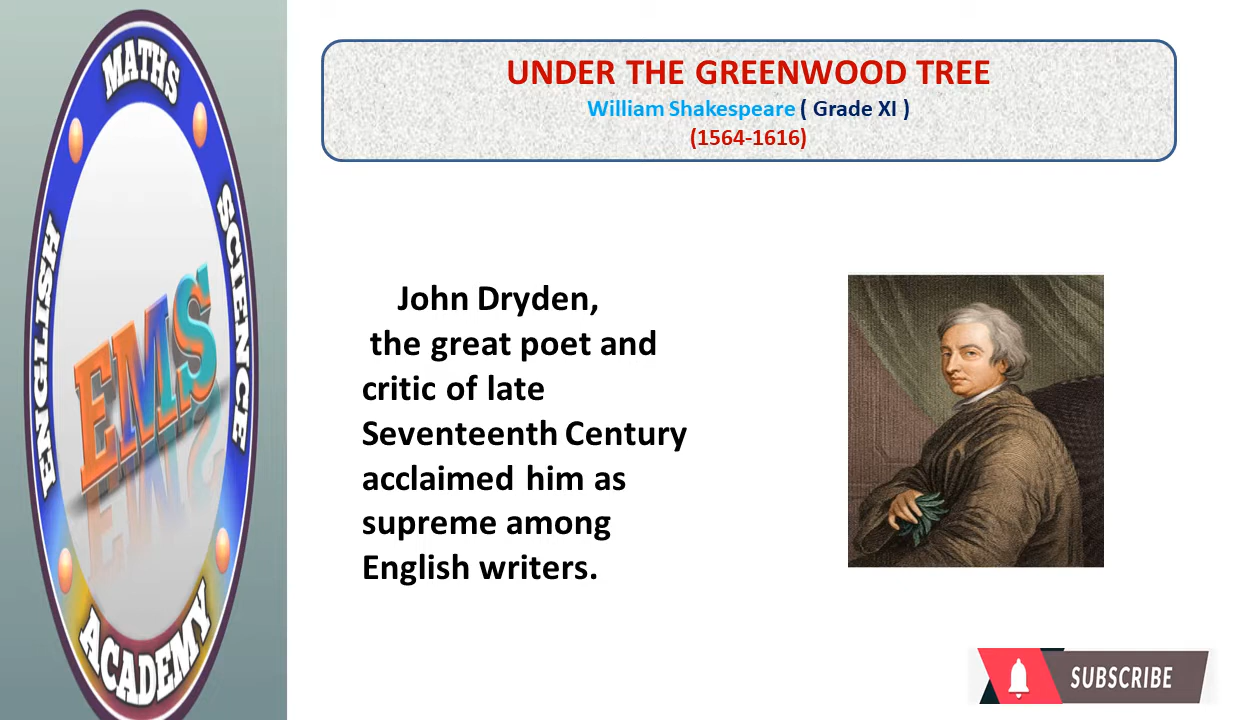 MATHS
ENGLISH
SCIENCE
EMS
ACADEMY
UNDER THE GREENWOOD TREE
William Shakespeare ( Grade XI )
(1564-1616)
John Dryden,
the great poet and
critic of late
Seventeenth Century
acclaimed him as
supreme among
English writers.
SUBSCRIBE